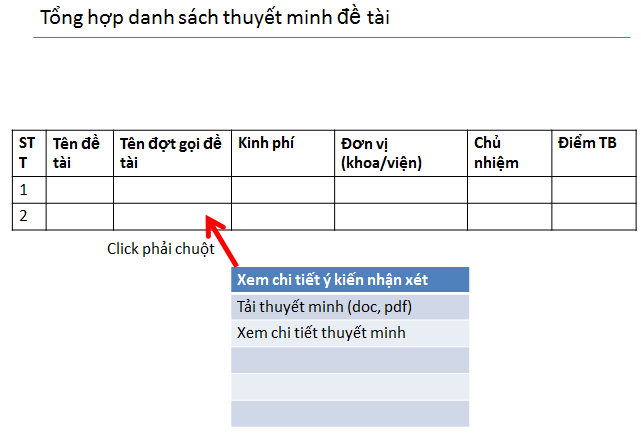 Tổng hợp danh sách thuyết minh đề tài
ST Tên đề Tên đợt gọi đề Kinh phí Đơn vị Chủ Điểm TB
T tài tài (khoa/viện) nhiệm
1
2
Click phải chuột
Xem chi tiết ý kiến nhận xét
Tải thuyết minh (doc, pdf)
Xem chi tiết thuyết minh